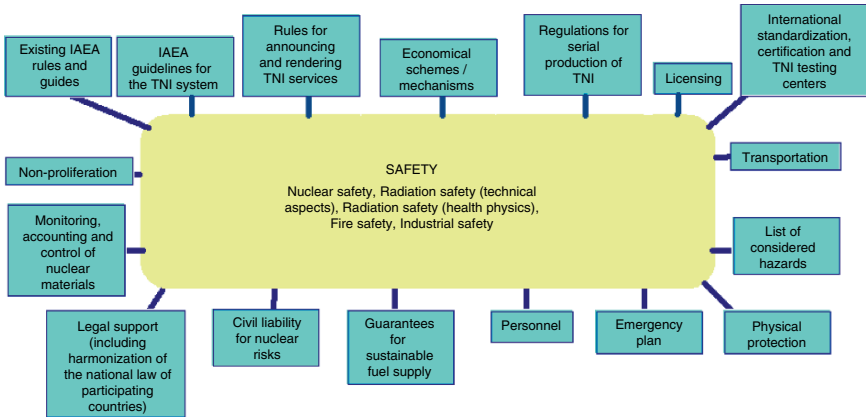 Existing IAEA
rules and
guides
IAEA
guidelines for
the TNI system
Rules for
announcing
and rendering
TNI services
Economical
schemes /
mechanisms
Regulations for
serial
production of
TNI
Licensing
International
standardization,
certification and
TNI testing
centers
Non-proliferation
SAFETY
Nuclear safety, Radiation safety (technical
aspects), Radiation safety (health physics),
Fire safety, Industrial safety
Transportation
Monitoring,
accounting and
control of
nuclear
materials
List of
considered
hazards
Legal support
(including
harmonization of
the national law of
participating
countries)
Civil liability
for nuclear
risks
Guarantees
for
sustainable
fuel supply
Personnel
Emergency
plan
Physical
protection